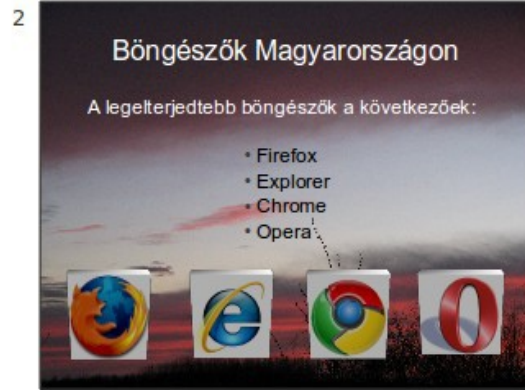 2
Böngészők Magyarországon
A legelterjedtebb böngészők a következőek:
• Firefox
• Explorer
• Chrome
• Opera